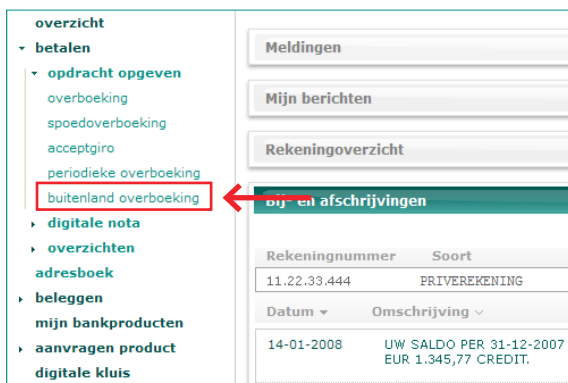 overzicht
betalen
opdracht opgeven
overboeking
spoedoverboeking
acceptgiro
periodieke overboeking
buitenland overboeking
digitale nota
overzichten
adresboek
beleggen
mijn bankproducten
aanvragen product
digitale kluis
Meldingen
Mijn berichten
Rekeningoverzicht
Bij- en afschrijvingen
Rekeningnummer Soort
11.22.33.444 PRIVEREKENING
Datum Omschrijving
14-01-2008 UW SALDO PER 31-12-2007
EUR 1.345,77 CREDIT.